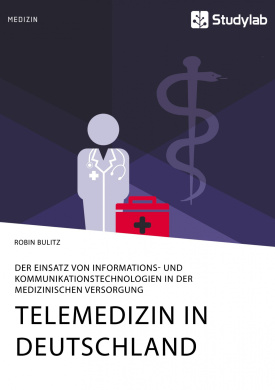 MEDIZIN
Studylab
ROBIN BULITZ
DER EINSATZ VON INFORMATIONS- UND
KOMMUNIKATIONSTECHNOLOGIEN IN DER
MEDIZINISCHEN VERSORGUNG
TELEMEDIZIN IN
DEUTSCHLAND